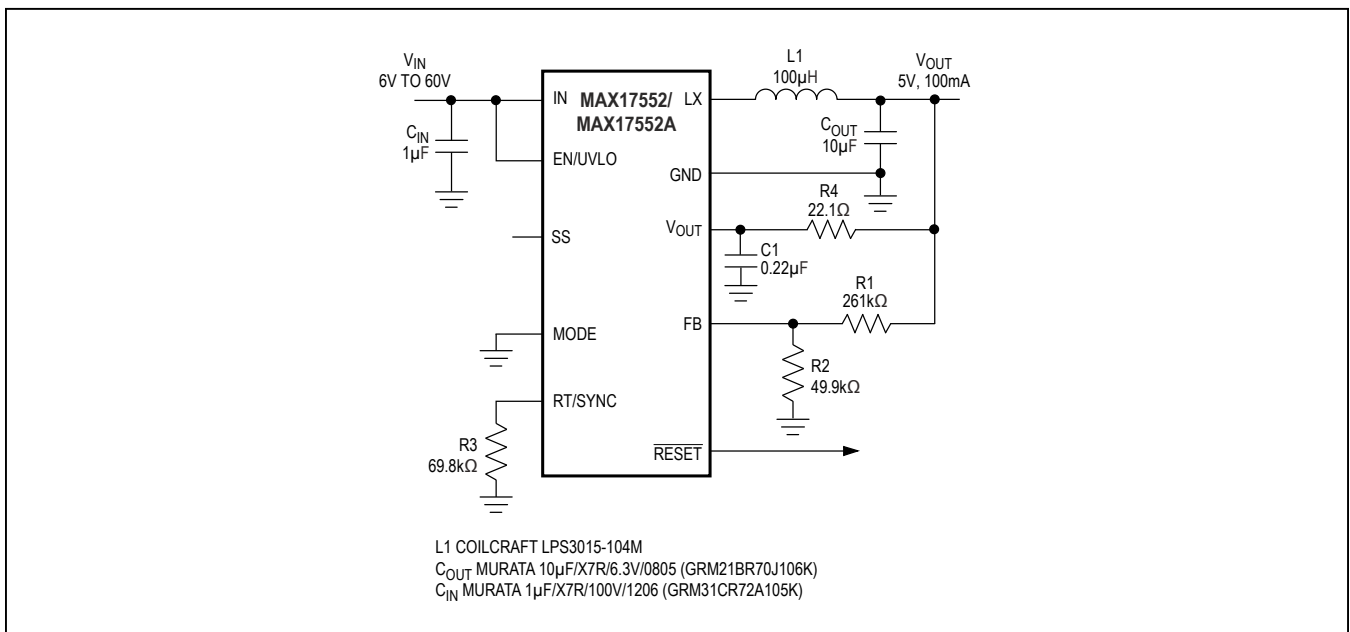 V_IN
6V TO 60V
C_IN
1µF
IN
EN/UVLO
SS
MODE
RT/SYNC
R3
69.8kΩ
MAX17552/
MAX17552A
LX
GND
V_OUT
FB
RESET
L1
100µH
V_OUT
5V, 100mA
C_OUT
10µF
R4
22.1Ω
C1
0.22µF
R1
261kΩ
R2
49.9kΩ
L1 COILCRAFT LPS3015-104M
C_OUT MURATA 10µF/X7R/6.3V/0805 (GRM21BR70J106K)
C_IN MURATA 1µF/X7R/100V/1206 (GRM31CR72A105K)